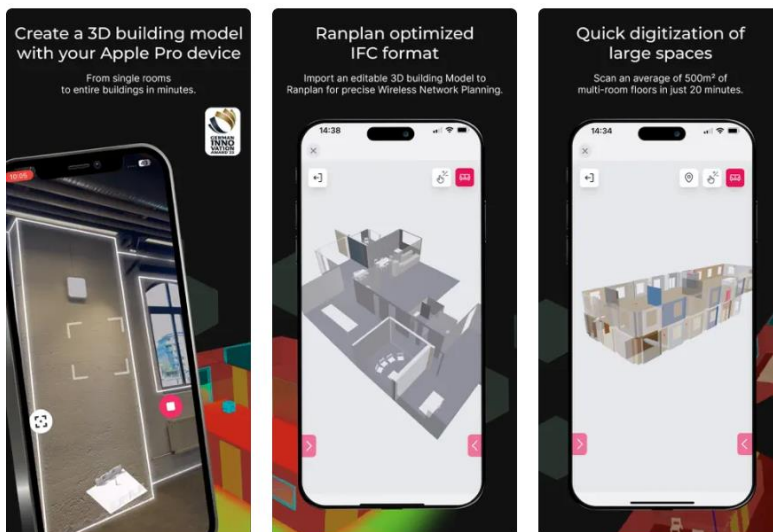 Create a 3D building model
with your Apple Pro device
From single rooms
to entire buildings in minutes.
GERMAN
INNO
VATION
AWARD'23
10:05
Ranplan optimized
IFC format
Import an editable 3D building Model to
Ranplan for precise Wireless Network Planning.
14:38
Quick digitization of
large spaces
Scan an average of 500m² of
multi-room floors in just 20 minutes.
14:34